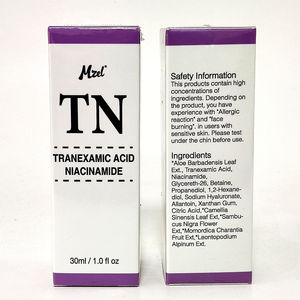 Mzel
TN
TRANEXAMIC ACID
NIACINAMIDE
30ml / 1.0 fl oz
Safety Information
This products contain high
concentrations of
ingredients. Depending on
the product, you have
experience with "Allergic
reaction" and "face
burning". in users with
sensitive skin. Please test
under the chin before use.
Ingredients
*Aloe Barbadensis Leaf
Ext., Tranexamic Acid,
Niacinamide,
Glycereth-26, Betaine,
Propanediol, 1,2-Hexane-
diol, Sodium Hyaluronate,
Allantoin, Xanthan Gum,
Citric Acid,*Camellia
Sinensis Leaf Ext,*Sambu-
cus Nigra Flower
Ext,*Momordica Charantia
Fruit Ext,*Leontopodium
Alpinum Ext.